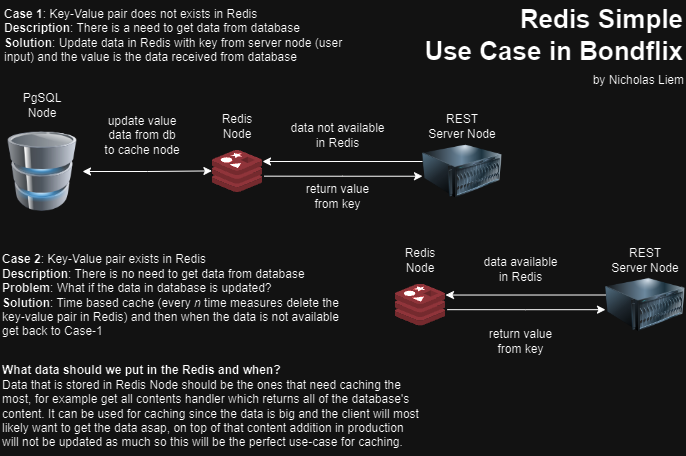 Case 1: Key-Value pair does not exists in Redis
Description: There is a need to get data from database
Solution: Update data in Redis with key from server node (user
input) and the value is the data received from database
Redis Simple
Use Case in Bondflix
by Nicholas Liem
PgSQL
Node
update value
data from db
to cache node
Redis
Node
data not available
in Redis
return value
from key
REST
Server Node
Case 2: Key-Value pair exists in Redis
Description: There is no need to get data from database
Problem: What if the data in database is updated?
Solution: Time based cache (every n time measures delete the
key-value pair in Redis) and then when the data is not available
get back to Case-1
Redis
Node
data available
in Redis
return value
from key
REST
Server Node
What data should we put in the Redis and when?
Data that is stored in Redis Node should be the ones that need caching the
most, for example get all contents handler which returns all of the database's
content. It can be used for caching since the data is big and the client will most
likely want to get the data asap, on top of that content addition in production
will not be updated as much so this will be the perfect use-case for caching.